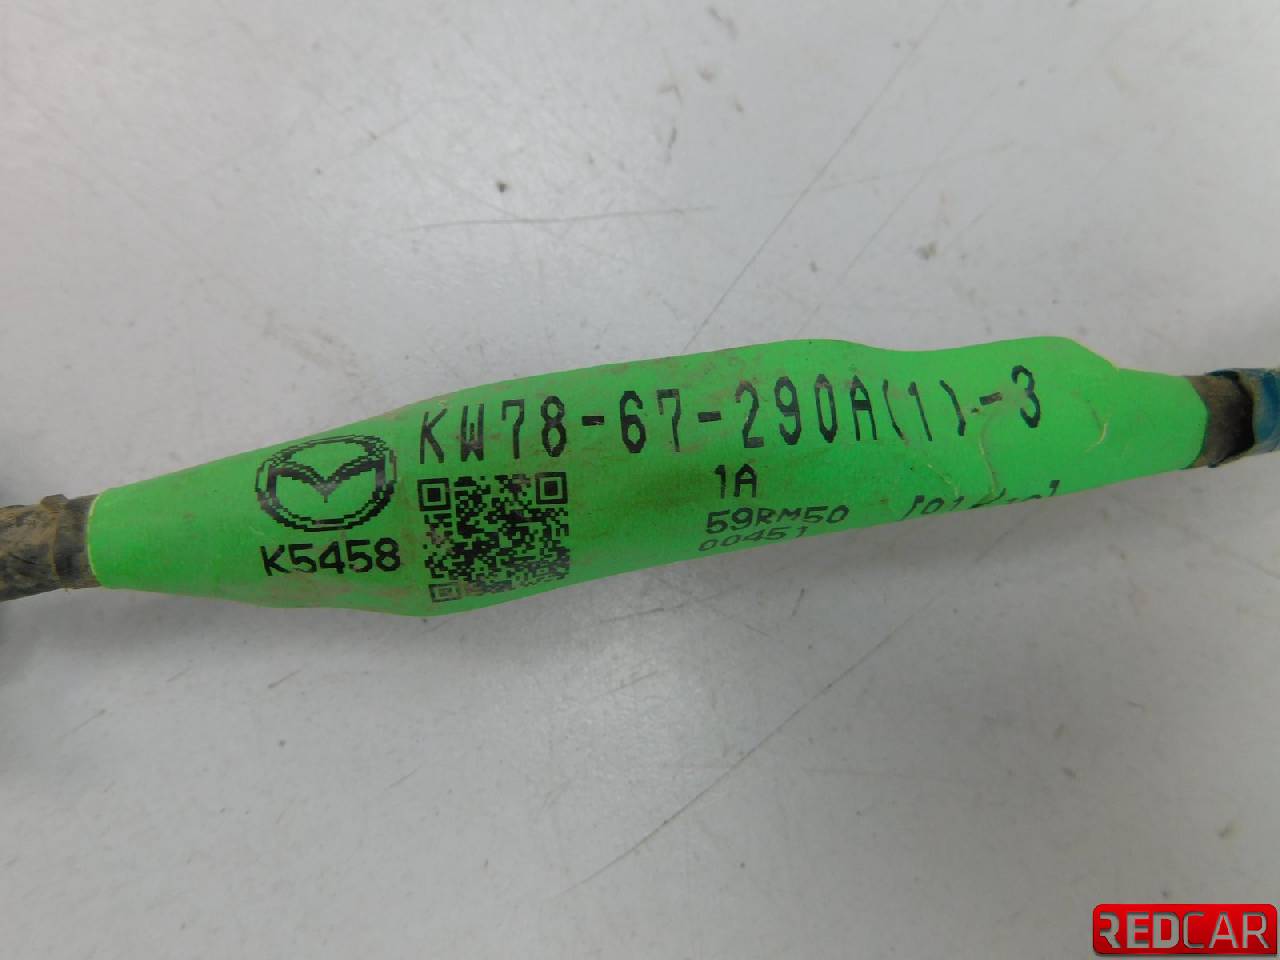 KW78-67-290A(1)-3
K5458
1A
59RM50
00451
REDCAR